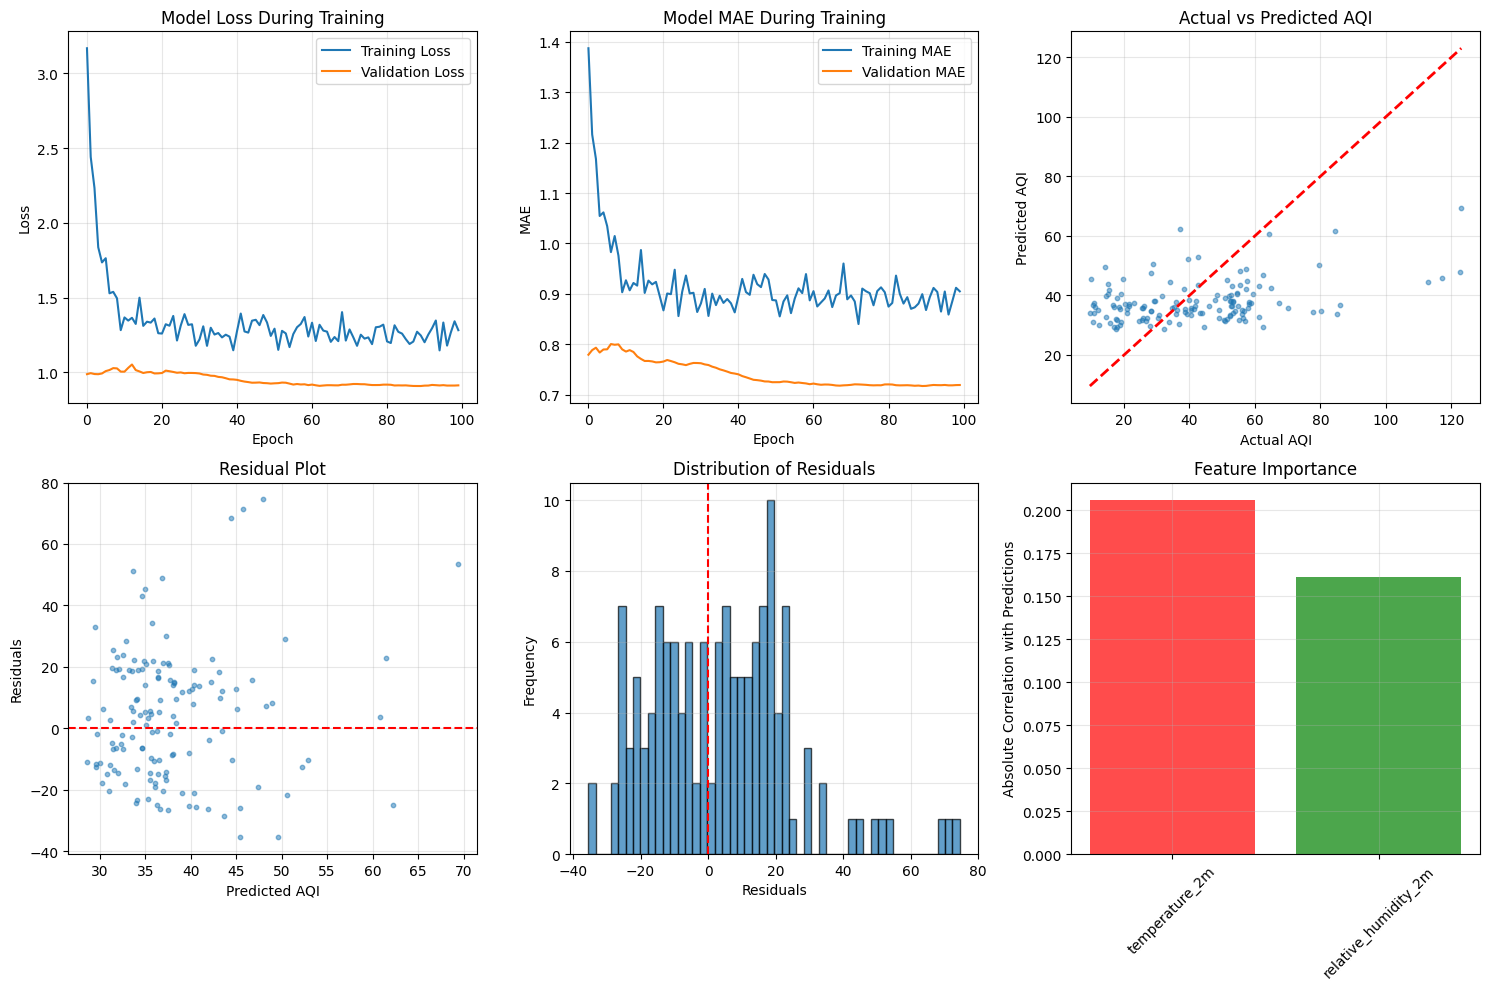 Model Loss During Training
Loss
3.0
2.5
2.0
1.5
1.0
Training Loss
Validation Loss
0 20 40 60 80 100
Epoch
Model MAE During Training
MAE
1.4
1.3
1.2
1.1
1.0
0.9
0.8
0.7
Training MAE
Validation MAE
0 20 40 60 80 100
Epoch
Actual vs Predicted AQI
Predicted AQI
120
100
80
60
40
20
20 40 60 80 100 120
Actual AQI
Residual Plot
Residuals
80
60
40
20
0
−20
−40
30 35 40 45 50 55 60 65 70
Predicted AQI
Distribution of Residuals
Frequency
10
8
6
4
2
0
−40 −20 0 20 40 60 80
Residuals
Feature Importance
Absolute Correlation with Predictions
0.200
0.175
0.150
0.125
0.100
0.075
0.050
0.025
0.000
temperature_2m
relative_humidity_2m